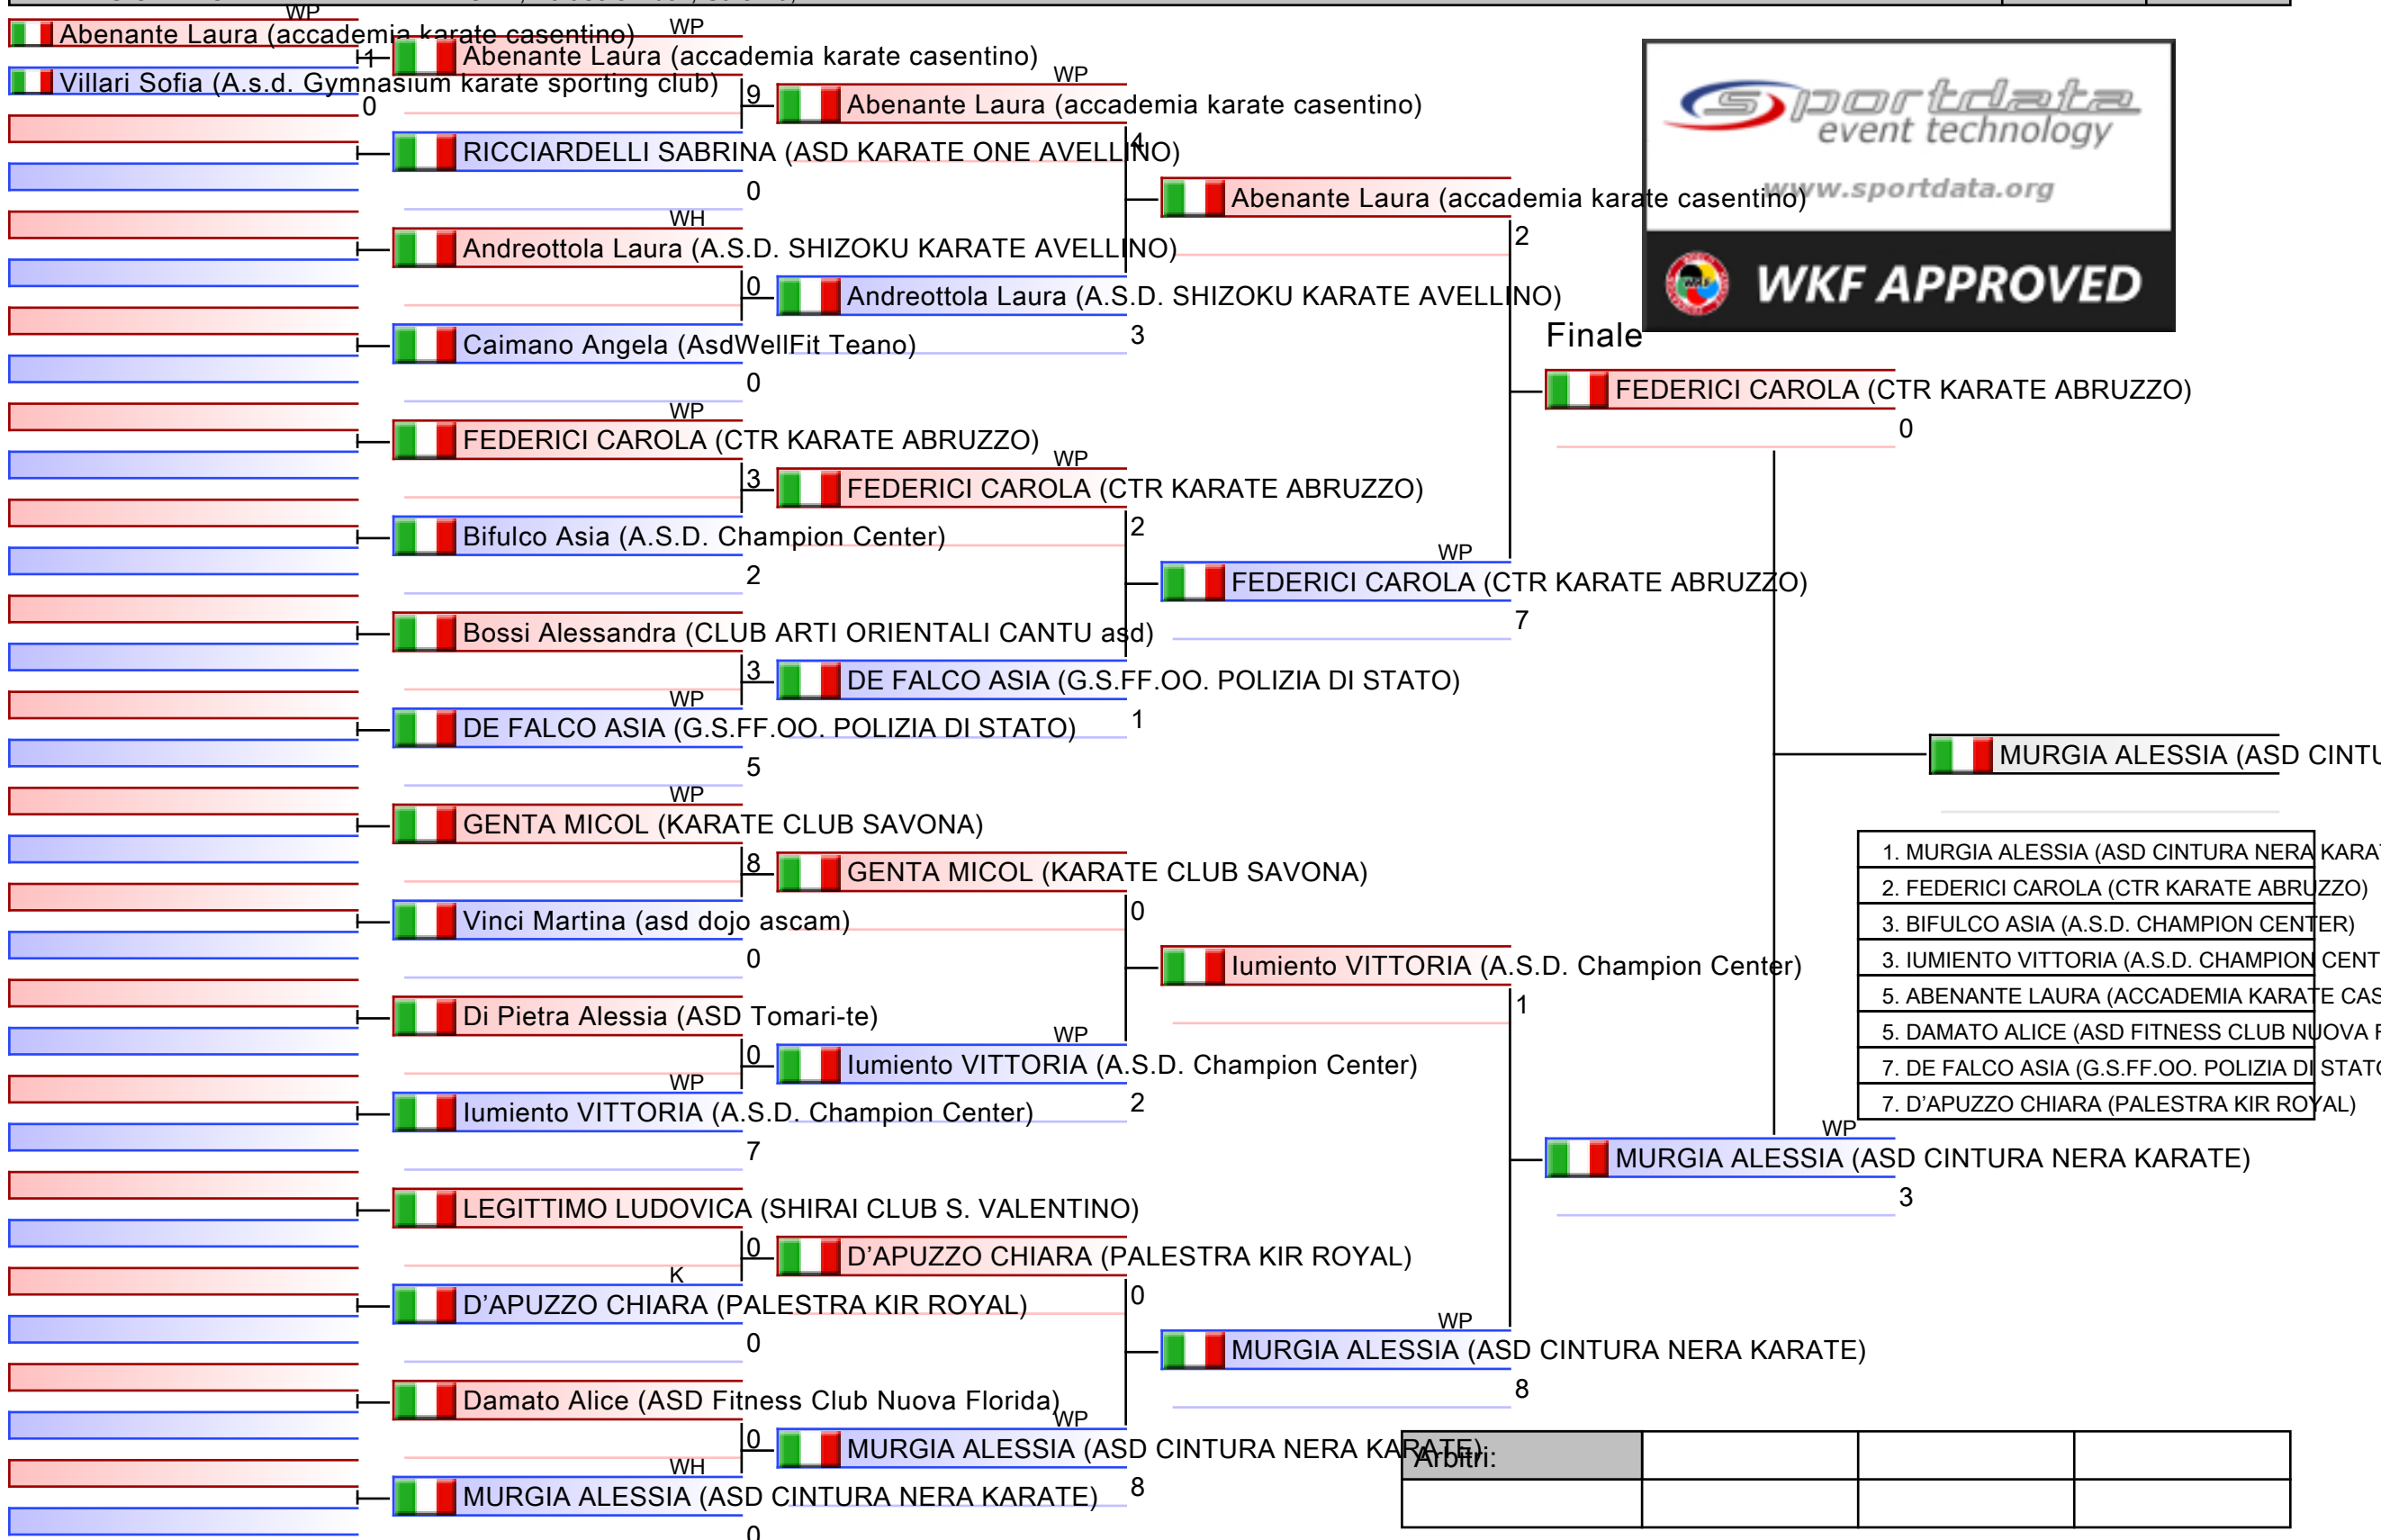 WP
Abenante Laura (accademia karate casentino)
1
Villari Sofia (A.s.d. Gymnasium karate sporting club)
0
WP
Abenante Laura (accademia karate casentino)
9
RICCIARDELLI SABRINA (ASD KARATE ONE AVELLINO)
0
WH
Andreottola Laura (A.S.D. SHIZOKU KARATE AVELLINO)
0
Caimano Angela (AsdWellFit Teano)
0
WP
FEDERICI CAROLA (CTR KARATE ABRUZZO)
3
Bifulco Asia (A.S.D. Champion Center)
2
Bossi Alessandra (CLUB ARTI ORIENTALI CANTU asd)
3
WP
DE FALCO ASIA (G.S.FF.OO. POLIZIA DI STATO)
5
WP
GENTA MICOL (KARATE CLUB SAVONA)
8
Vinci Martina (asd dojo ascam)
0
Di Pietra Alessia (ASD Tomari-te)
0
WP
Iumiento VITTORIA (A.S.D. Champion Center)
7
LEGITTIMO LUDOVICA (SHIRAI CLUB S. VALENTINO)
0
K
D'APUZZO CHIARA (PALESTRA KIR ROYAL)
0
Damato Alice (ASD Fitness Club Nuova Florida)
0
WH
MURGIA ALESSIA (ASD CINTURA NERA KARATE)
0
WP
Abenante Laura (accademia karate casentino)
4
Andreottola Laura (A.S.D. SHIZOKU KARATE AVELLINO)
3
WP
FEDERICI CAROLA (CTR KARATE ABRUZZO)
2
DE FALCO ASIA (G.S.FF.OO. POLIZIA DI STATO)
1
GENTA MICOL (KARATE CLUB SAVONA)
0
WP
Iumiento VITTORIA (A.S.D. Champion Center)
2
D'APUZZO CHIARA (PALESTRA KIR ROYAL)
0
WP
MURGIA ALESSIA (ASD CINTURA NERA KARATE)
8
Abenante Laura (accademia karate casentino)
2
WP
FEDERICI CAROLA (CTR KARATE ABRUZZO)
7
Iumiento VITTORIA (A.S.D. Champion Center)
1
WP
MURGIA ALESSIA (ASD CINTURA NERA KARATE)
8
sportdata
event technology
www.sportdata.org
WKF APPROVED
Finale
FEDERICI CAROLA (CTR KARATE ABRUZZO)
0
WP
MURGIA ALESSIA (ASD CINTURA NERA KARATE)
3
MURGIA ALESSIA (ASD CINTU
1. MURGIA ALESSIA (ASD CINTURA NERA KARA
2. FEDERICI CAROLA (CTR KARATE ABRUZZO)
3. BIFULCO ASIA (A.S.D. CHAMPION CENTER)
3. IUMIENTO VITTORIA (A.S.D. CHAMPION CENT
5. ABENANTE LAURA (ACCADEMIA KARATE CAS
5. DAMATO ALICE (ASD FITNESS CLUB NUOVA F
7. DE FALCO ASIA (G.S.FF.OO. POLIZIA DI STATO
7. D'APUZZO CHIARA (PALESTRA KIR ROYAL)
Arbitri: